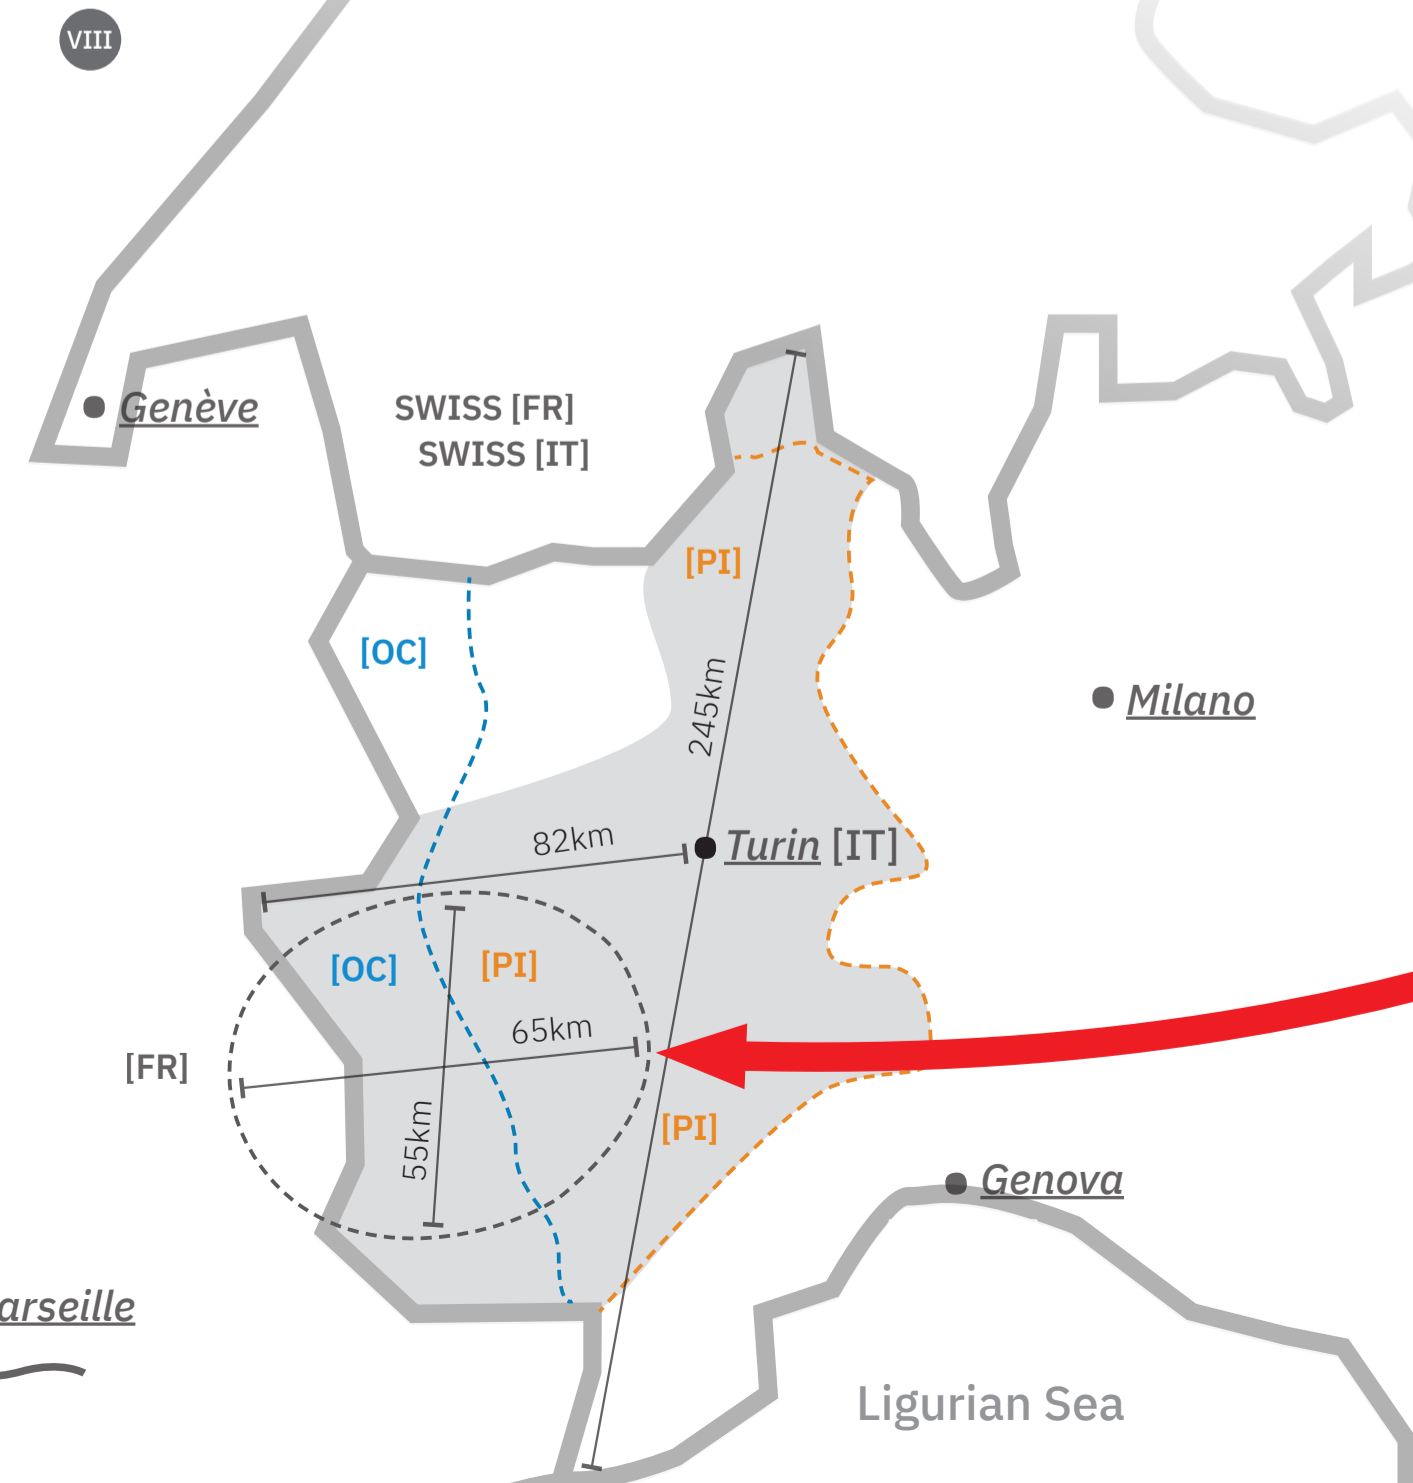 VIII
Genève
SWISS [FR]
SWISS [IT]
[PI]
[OC]
245km
Milano
82km
Turin [IT]
[OC]
[PI]
65km
[FR]
55km
[PI]
Genova
arseille
Ligurian Sea